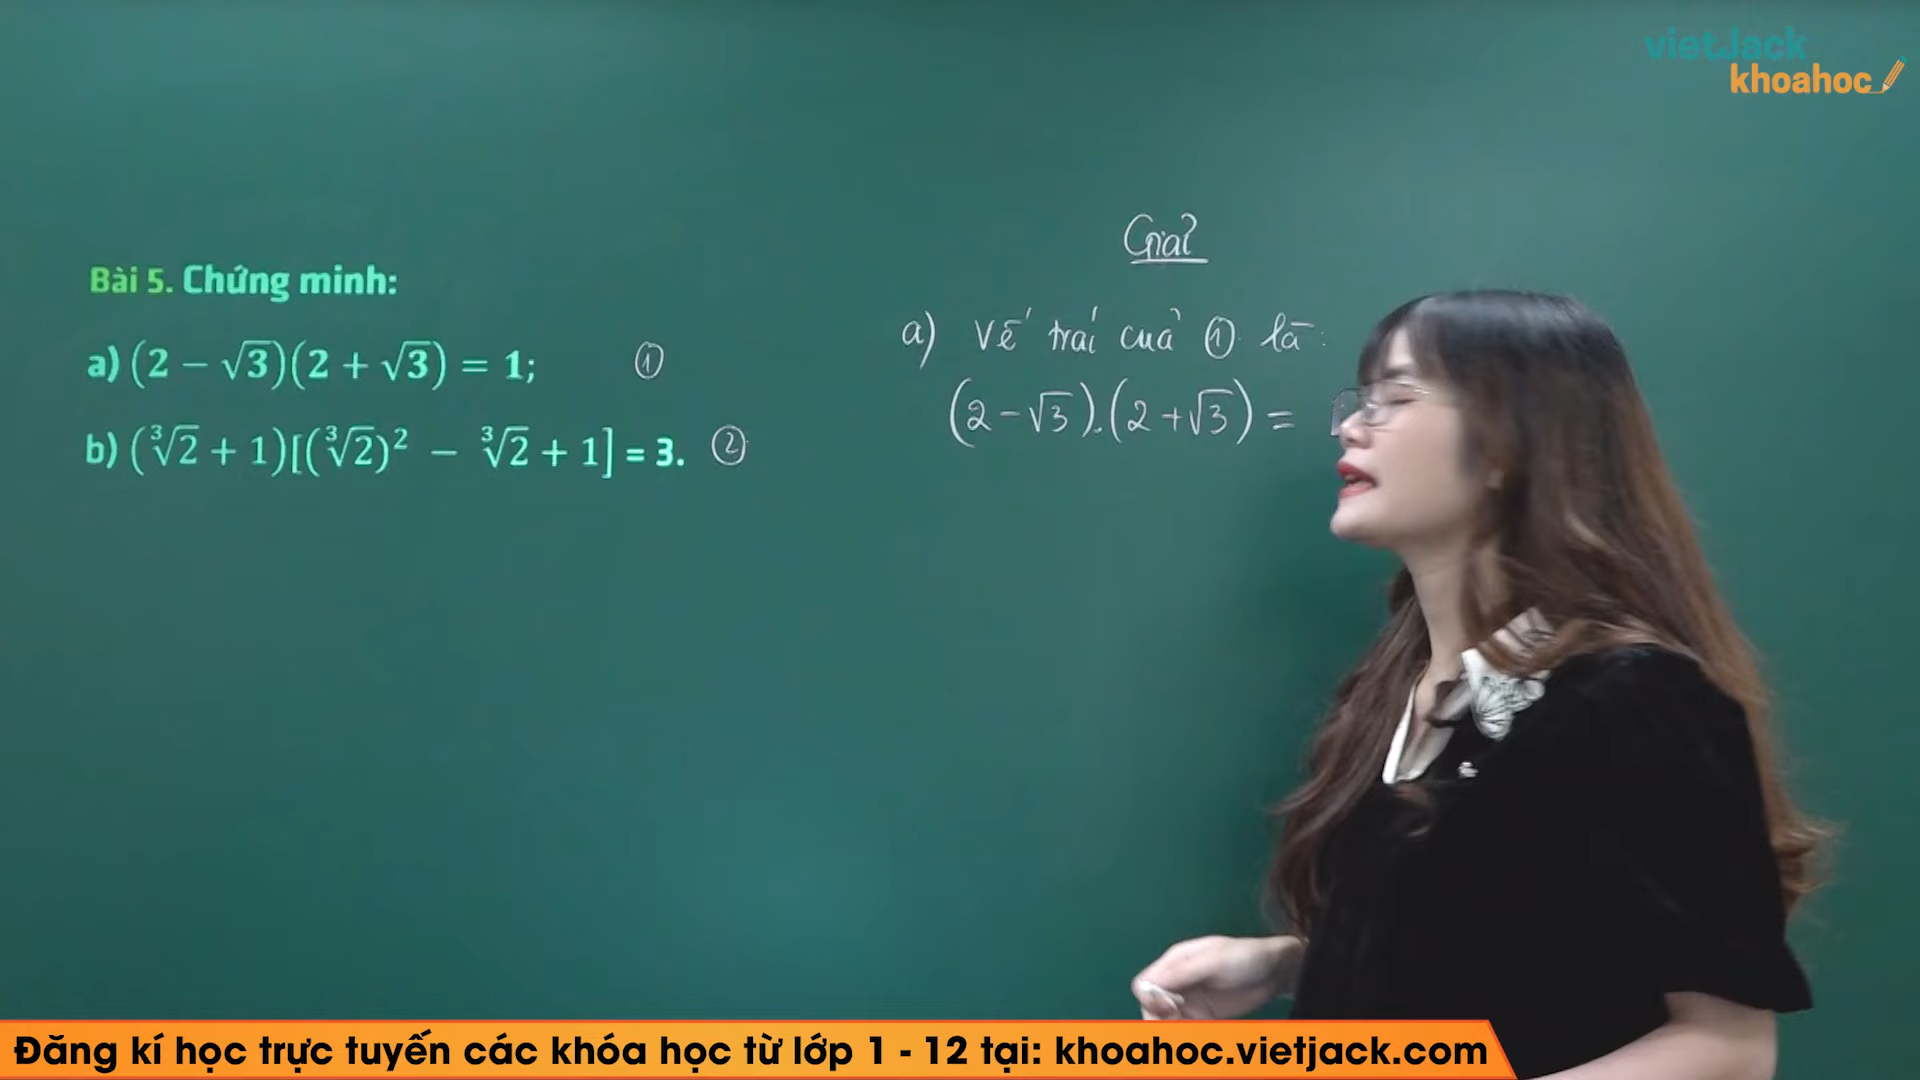 vietJack
khoahoc
Bài 5. Chứng minh:
a) (2 − √3)(2 + √3) = 1; ①
b) (∛2 + 1)[(∛2)² − ∛2 + 1] = 3. ②
Giải
a) Vế trái của ① là:
(2 − √3).(2 + √3) =
Đăng kí học trực tuyến các khóa học từ lớp 1 - 12 tại: khoahoc.vietjack.com